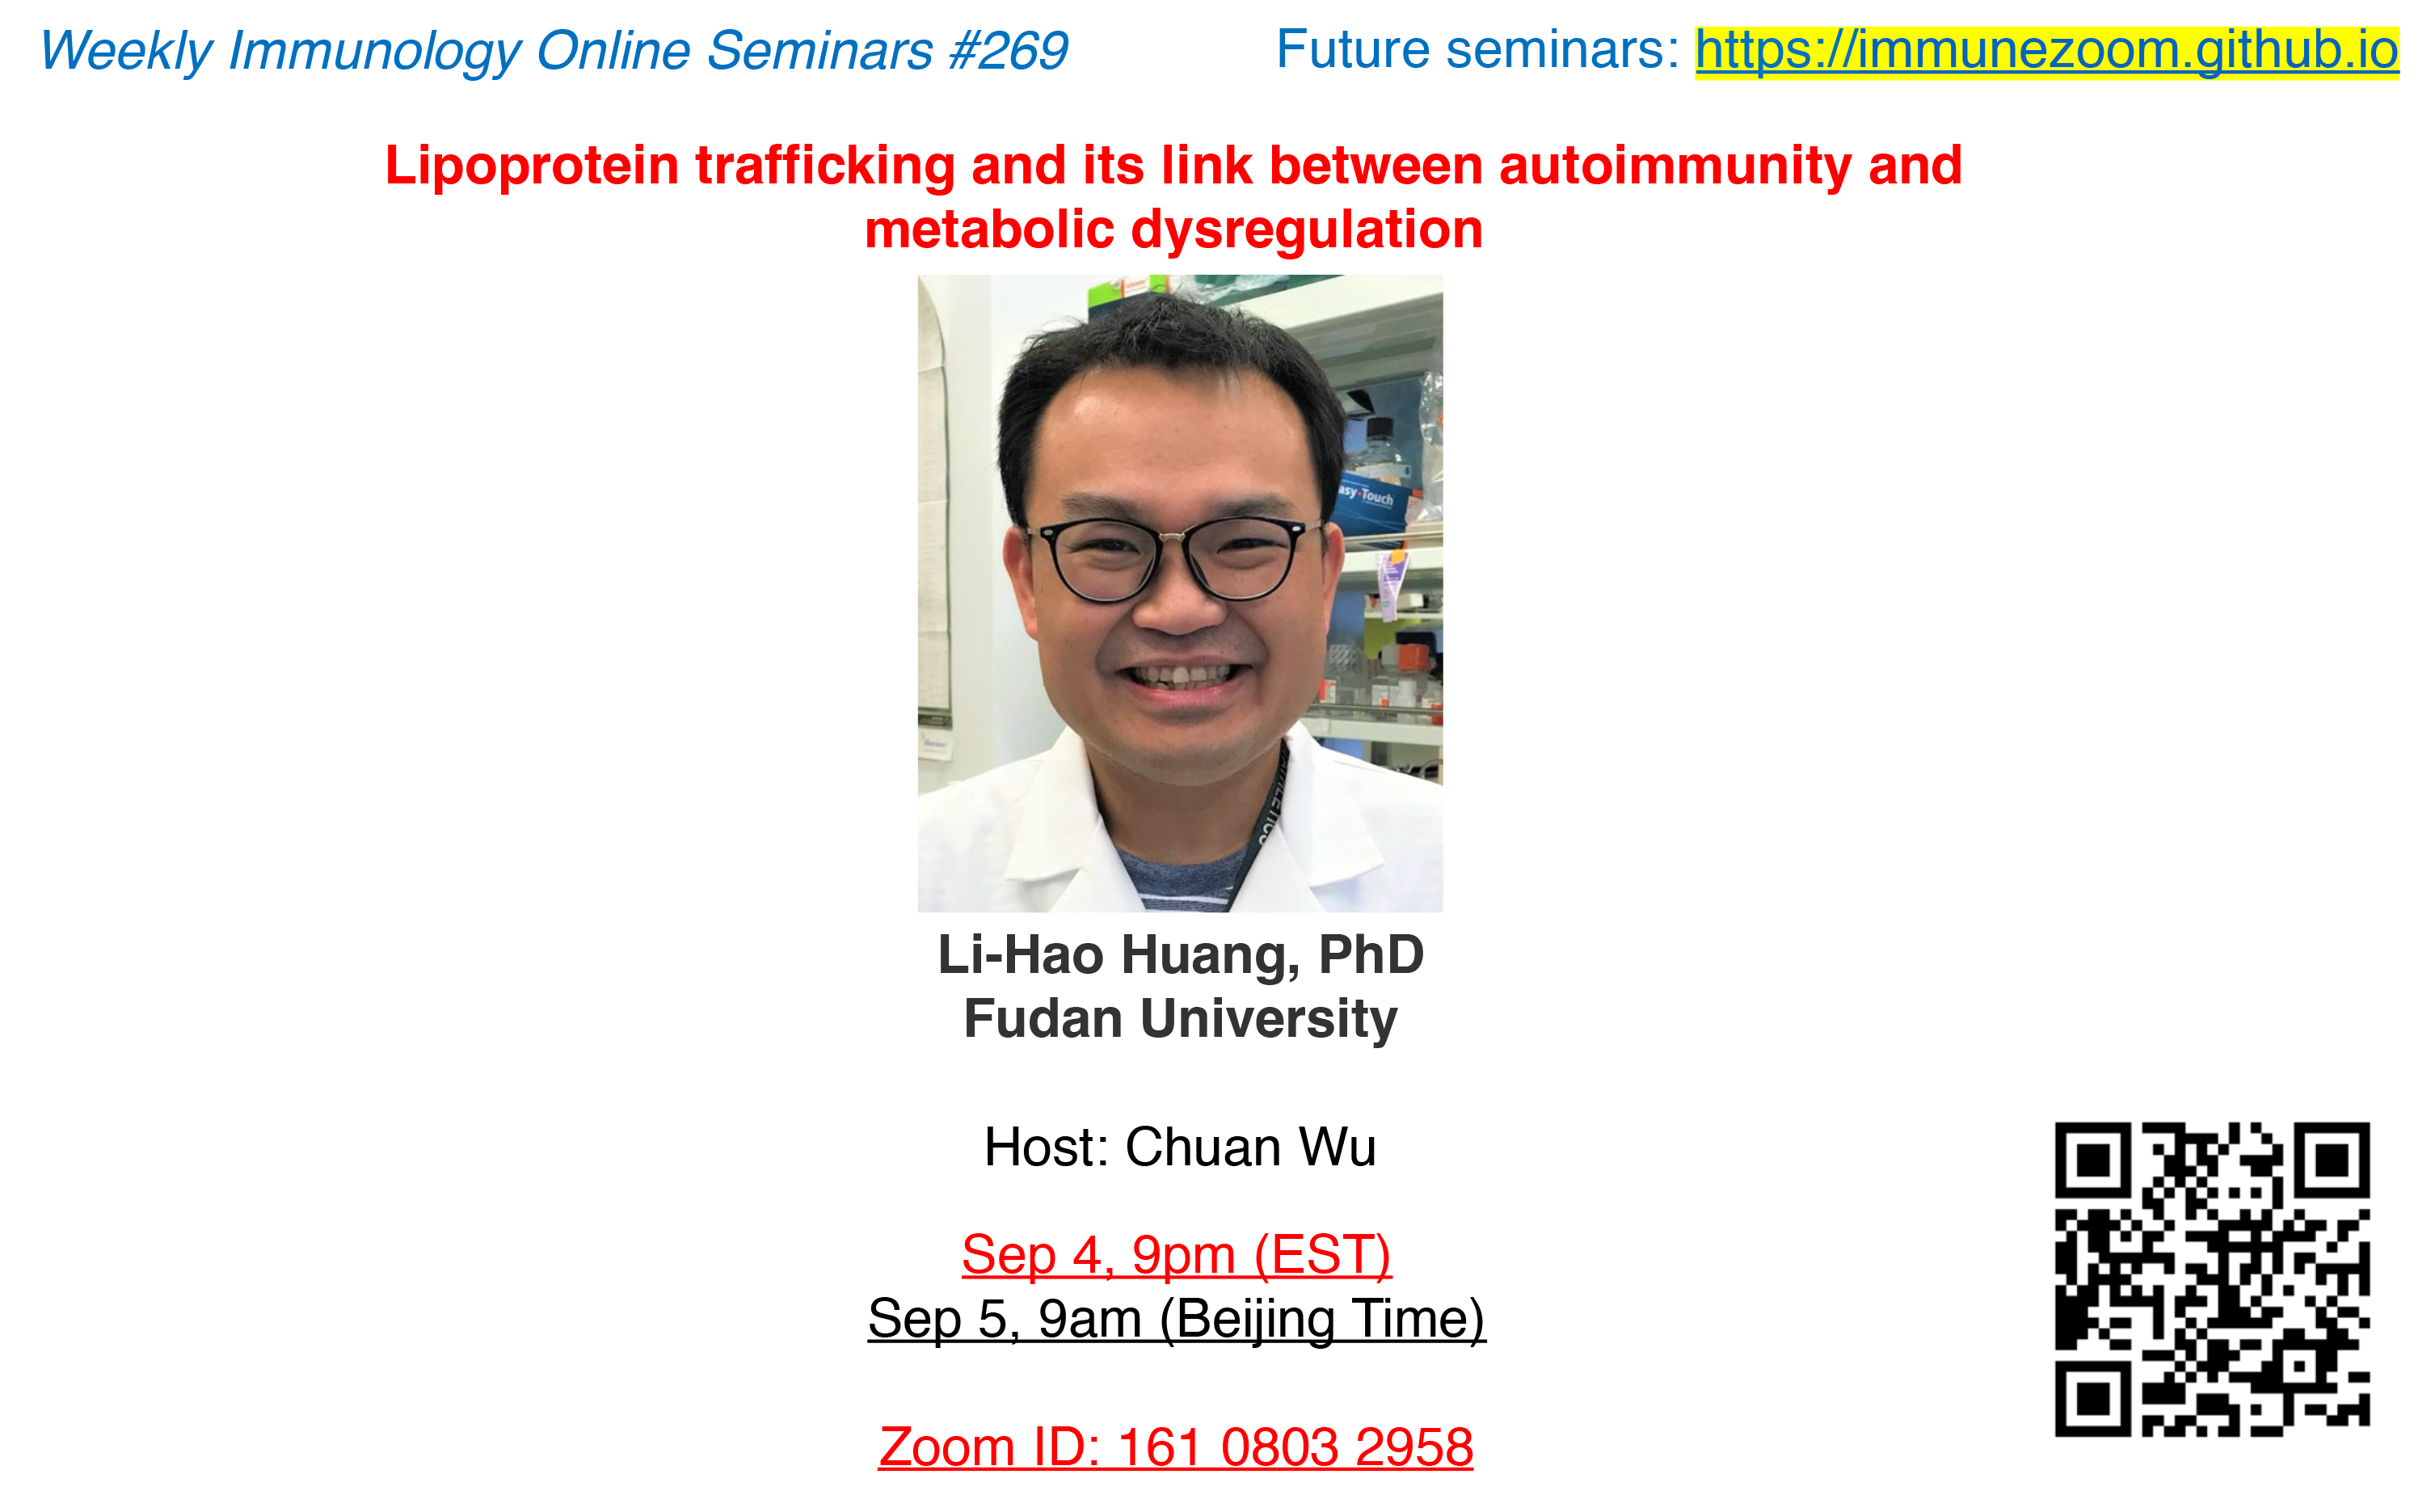 Weekly Immunology Online Seminars #269
Future seminars: https://immunezoom.github.io
Lipoprotein trafficking and its link between autoimmunity and
metabolic dysregulation
asy•Touch
Li-Hao Huang, PhD
Fudan University
Host: Chuan Wu
Sep 4, 9pm (EST)
Sep 5, 9am (Beijing Time)
Zoom ID: 161 0803 2958